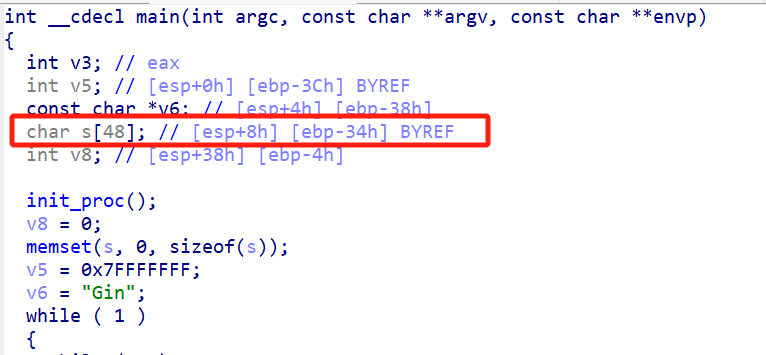 int __cdecl main(int argc, const char **argv, const char **envp)
{
int v3; // eax
int v5; // [esp+0h] [ebp-3Ch] BYREF
const char *v6; // [esp+4h] [ebp-38h]
char s[48]; // [esp+8h] [ebp-34h] BYREF
int v8; // [esp+38h] [ebp-4h]
init_proc();
v8 = 0;
memset(s, 0, sizeof(s));
v5 = 0x7FFFFFFF;
v6 = "Gin";
while ( 1 )
{